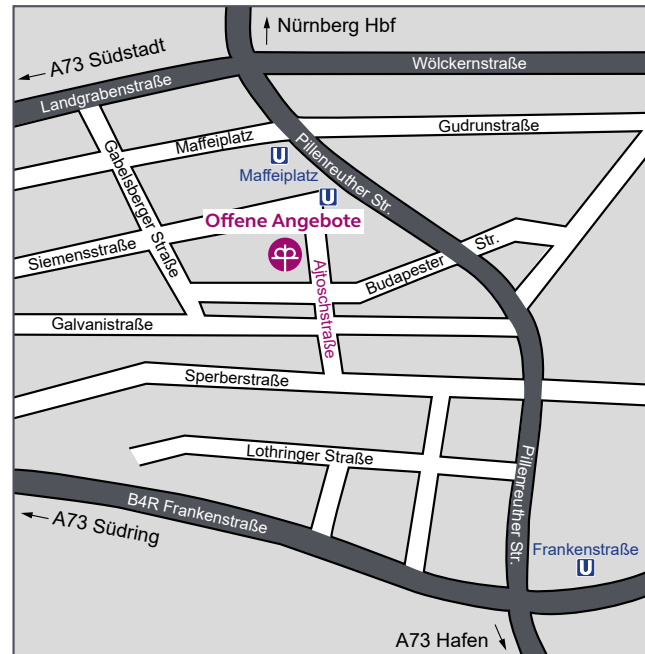 Nürnberg Hbf
A73 Südstadt
Wölckernstraße
Landgrabenstraße
Gudrunstraße
Maffeiplatz
Pillenreuther Str.
U
Maffeiplatz
U
Gabelsberger Straße
Offene Angebote
Siemensstraße
Budapester Str.
Ajtoschstraße
Galvanistraße
Sperberstraße
Lothringer Straße
Pillenreuther Str.
B4R Frankenstraße
A73 Südring
Frankenstraße
U
A73 Hafen